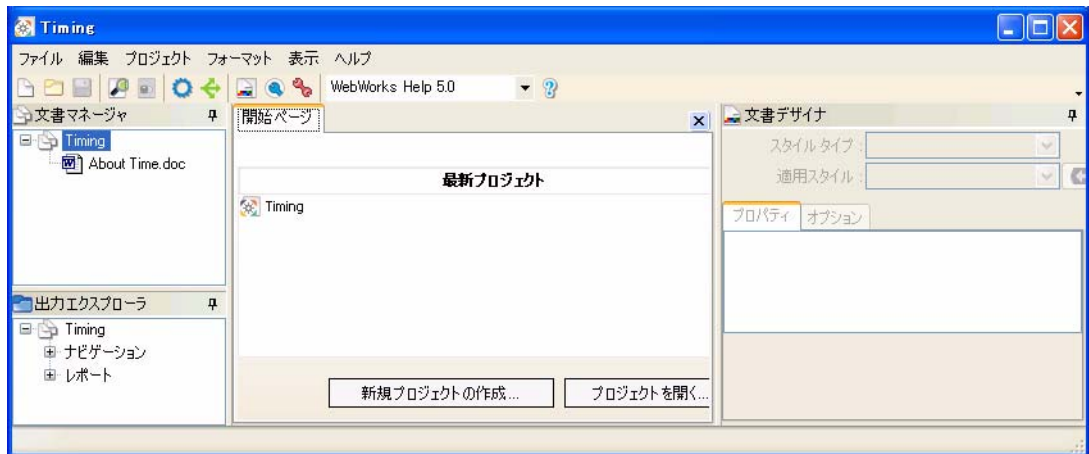 Timing
ファイル 編集 プロジェクト フォーマット 表示 ヘルプ
WebWorks Help 5.0
文書マネージャ
Timing
About Time.doc
出力エクスプローラ
Timing
ナビゲーション
レポート
開始ページ
最新プロジェクト
Timing
新規プロジェクトの作成... プロジェクトを開く...
文書デザイナ
スタイル タイプ :
適用スタイル :
プロパティ オプション